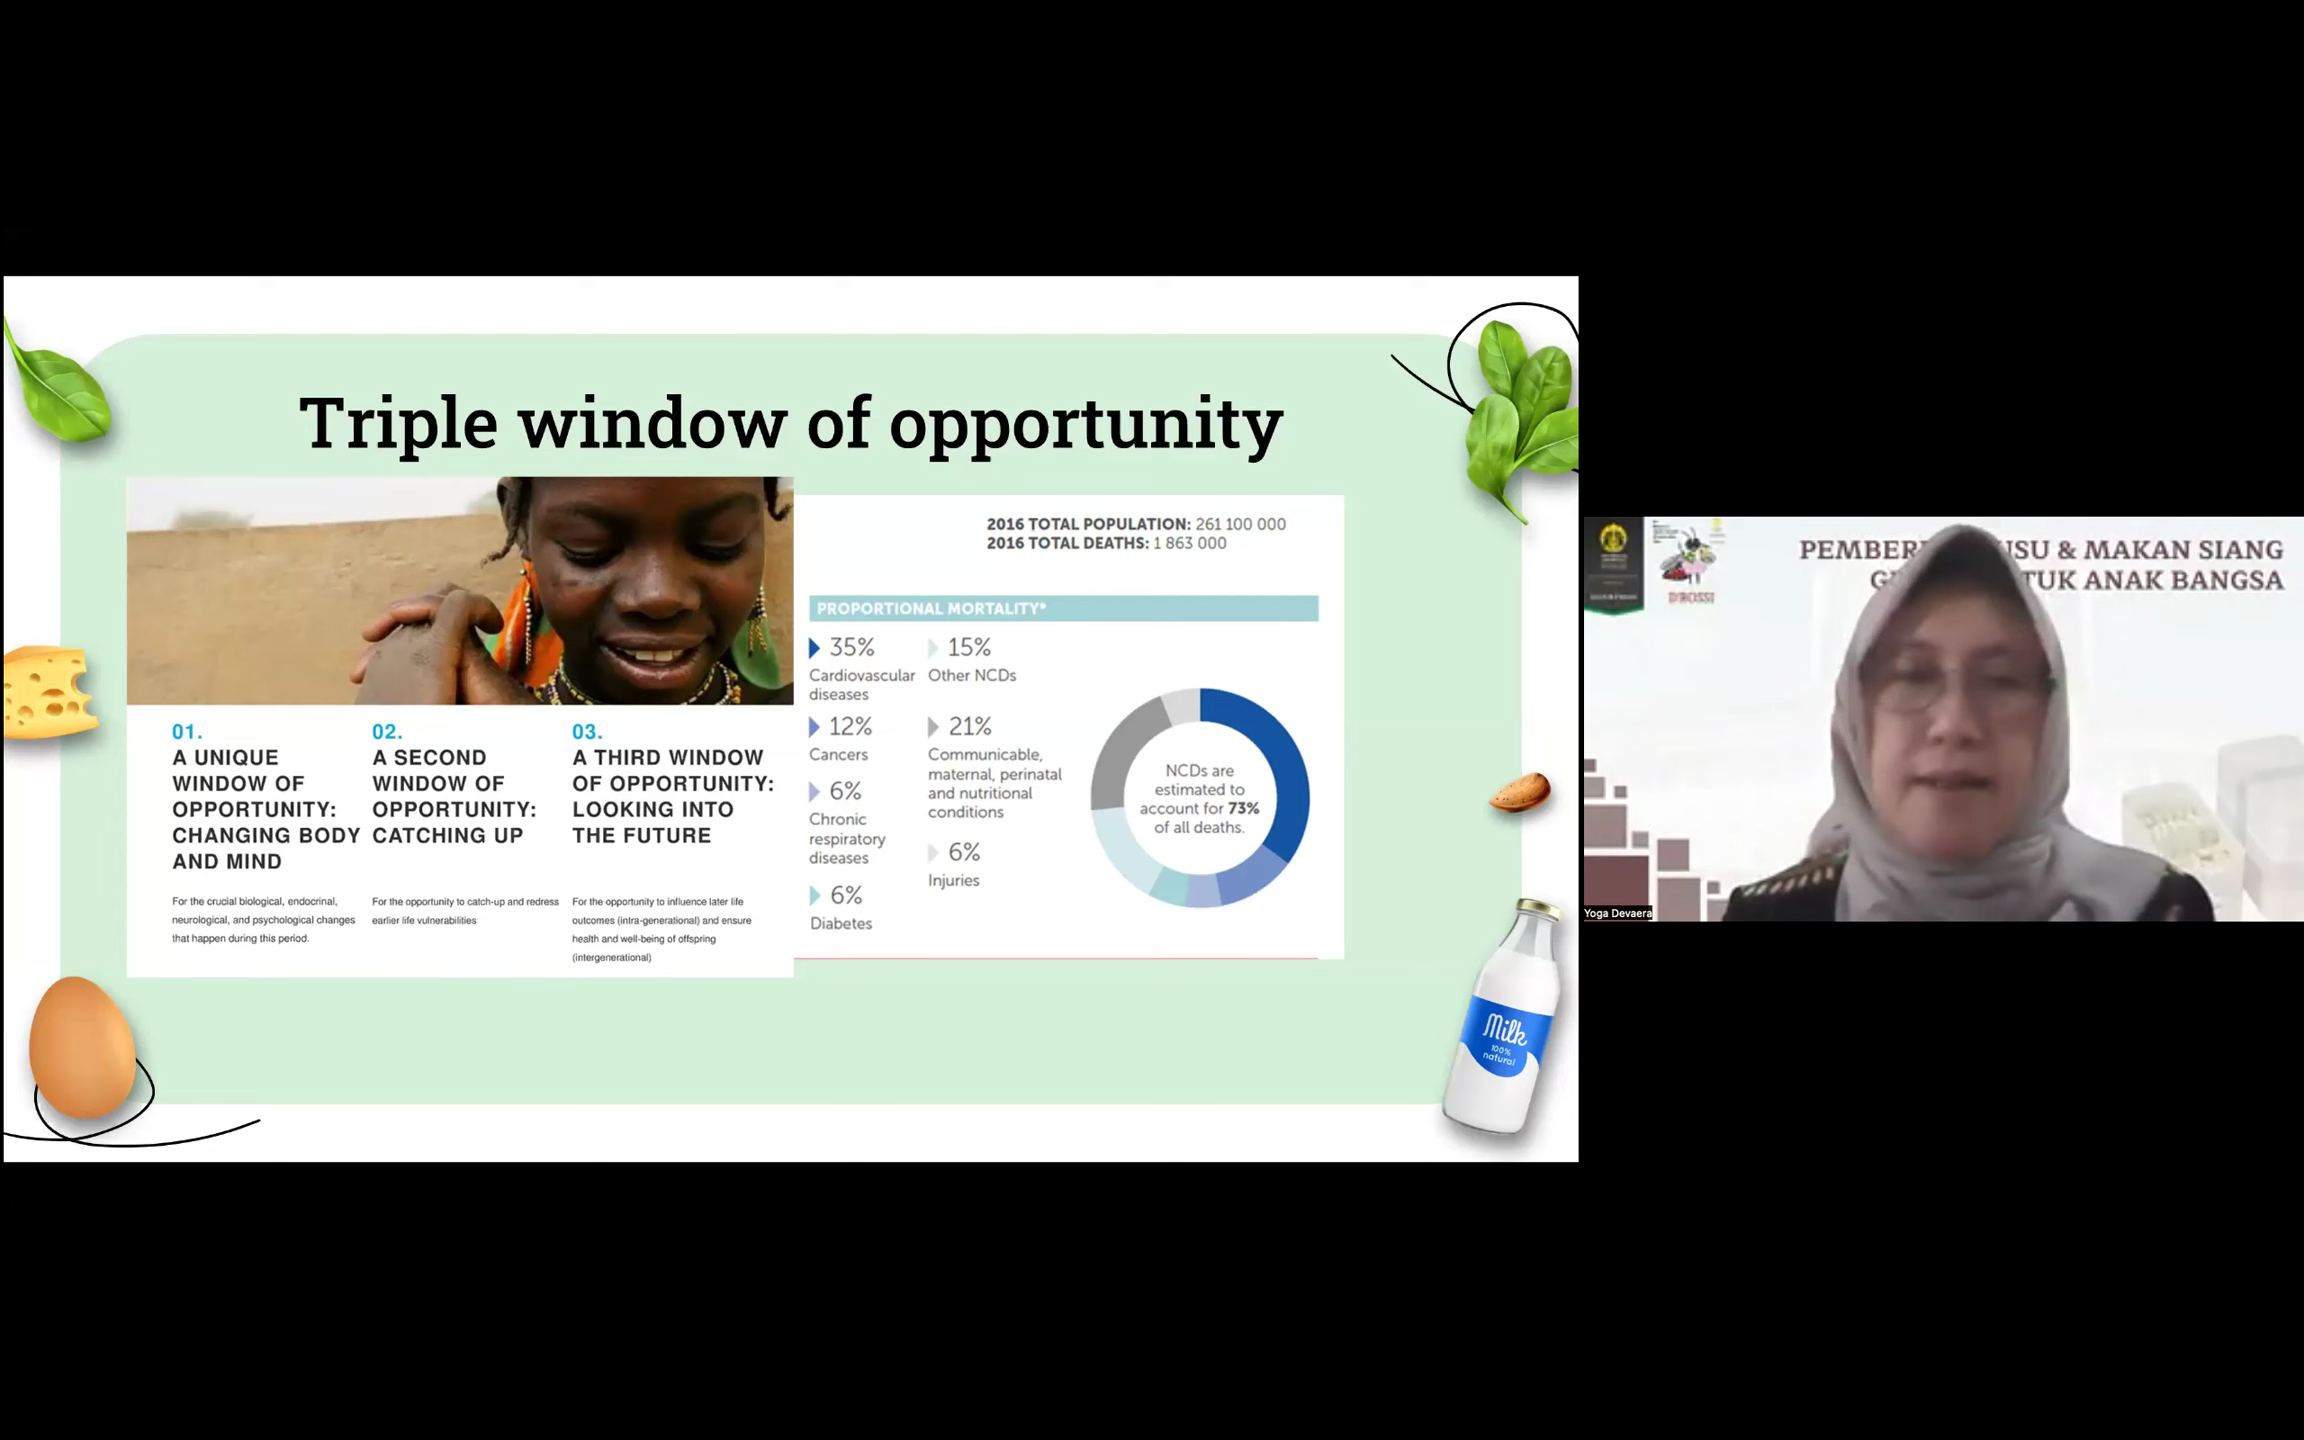 Triple window of opportunity
01.
A UNIQUE
WINDOW OF
OPPORTUNITY:
CHANGING BODY
AND MIND
For the crucial biological, endocrinal,
neurological, and psychological changes
that happen during this period.
02.
A SECOND
WINDOW OF
OPPORTUNITY:
CATCHING UP
For the opportunity to catch-up and redress
earlier life vulnerabilities
03.
A THIRD WINDOW
OF OPPORTUNITY:
LOOKING INTO
THE FUTURE
For the opportunity to influence later life
outcomes (intra-generational) and ensure
health and well-being of offspring
(intergenerational)
2016 TOTAL POPULATION: 261 100 000
2016 TOTAL DEATHS: 1 863 000
PROPORTIONAL MORTALITY*
35%
Cardiovascular
diseases
12%
Cancers
6%
Chronic
respiratory
diseases
6%
Diabetes
15%
Other NCDs
21%
Communicable,
maternal, perinatal
and nutritional
conditions
6%
Injuries
NCDs are
estimated to
account for 73%
of all deaths.
Milk
100%
natural
& MAKAN SIANG
ANAK BANGSA
D'ROSSI
Yoga Devaera